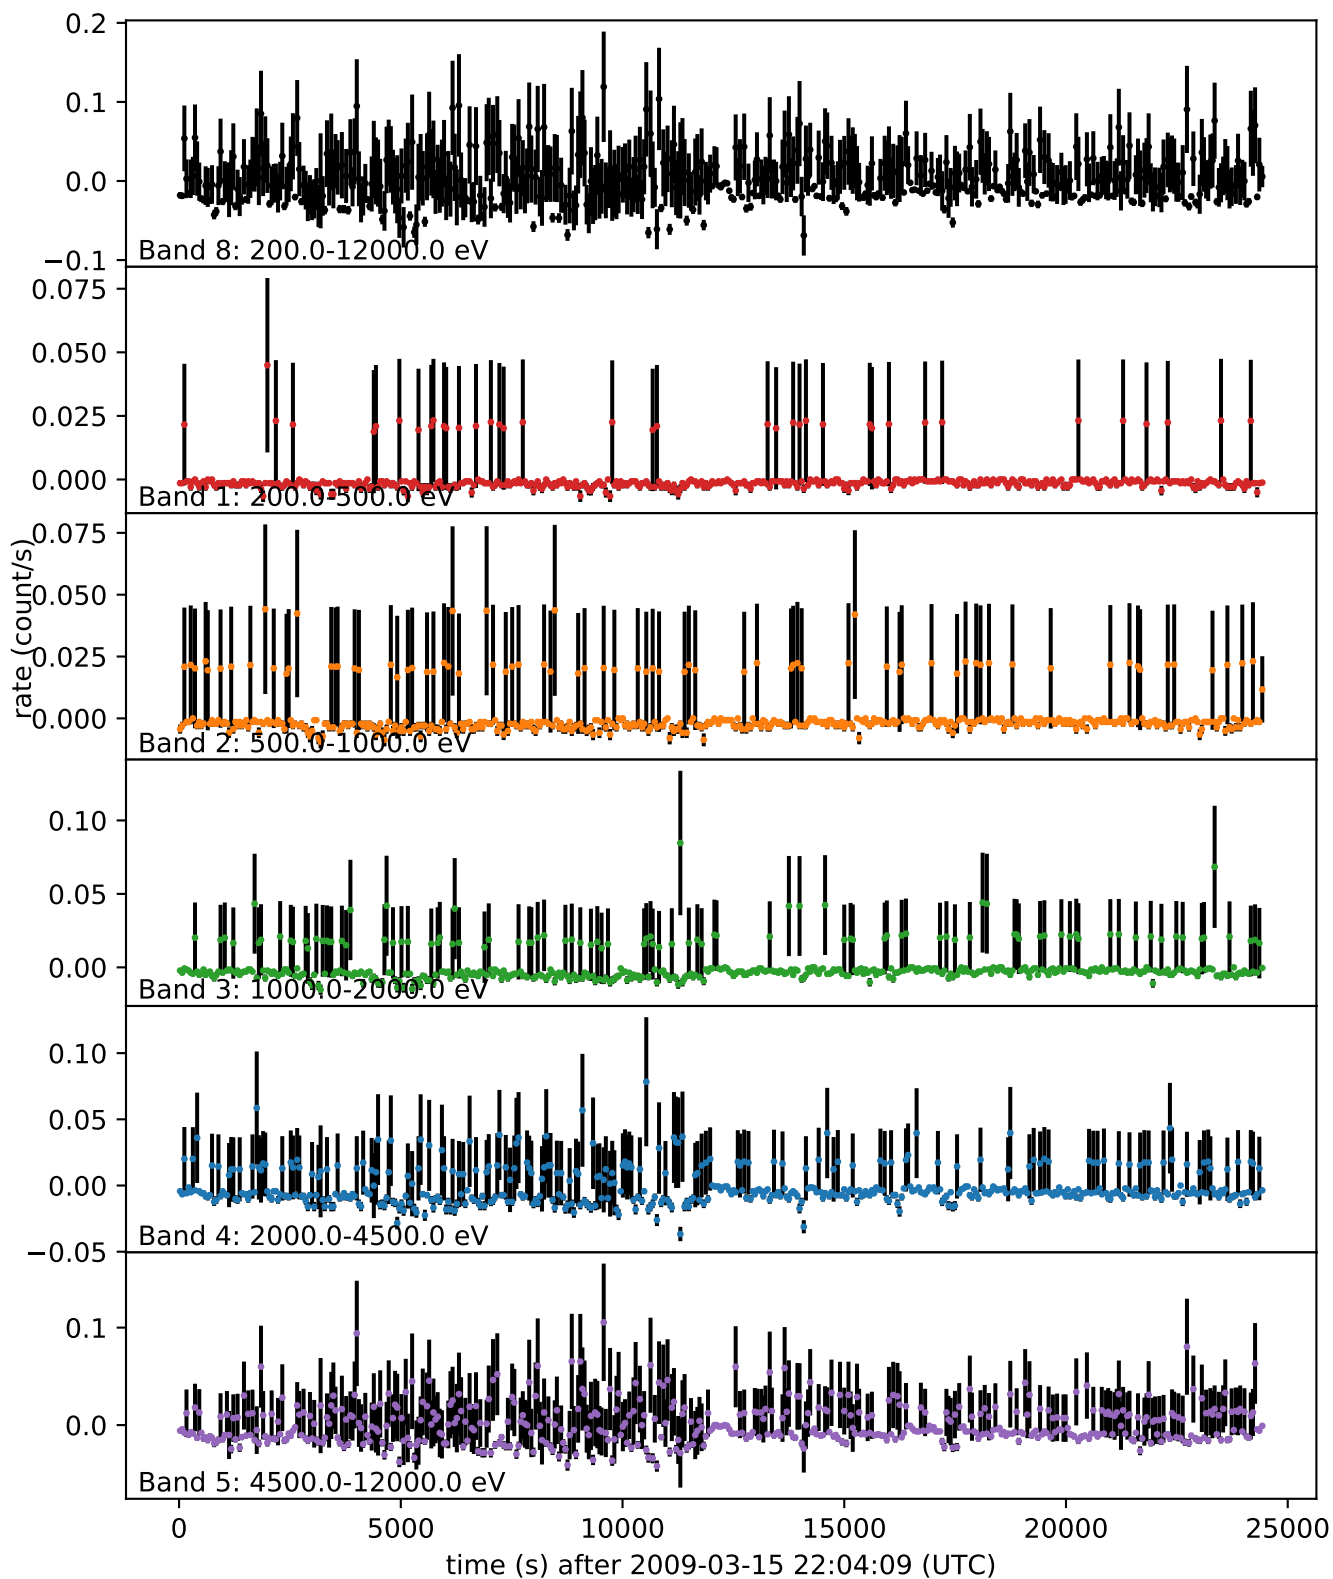 0.2
0.1
0.0
−0.1
Band 8: 200.0-12000.0 eV
0.075
0.050
0.025
0.000
Band 1: 200.0-500.0 eV
rate (count/s)
0.075
0.050
0.025
0.000
Band 2: 500.0-1000.0 eV
0.10
0.05
0.00
Band 3: 1000.0-2000.0 eV
0.10
0.05
0.00
−0.05
Band 4: 2000.0-4500.0 eV
0.1
0.0
Band 5: 4500.0-12000.0 eV
0 5000 10000 15000 20000 25000
time (s) after 2009-03-15 22:04:09 (UTC)